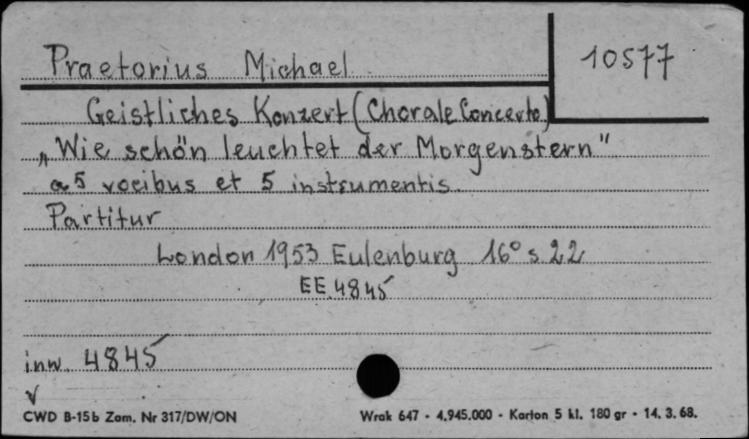 Praetorius Michael
10577
Geistliches Konzert (Chorale Concerto)
„Wie schön leuchtet der Morgenstern"
a 5 vocibus et 5 instrumentis
Partitur
London 1953 Eulenburg 16° s 22
EE.4845
inw. 4845
CWD B-15b Zam. Nr 317/DW/ON
Wrak 647 - 4.945.000 - Karton 5 kl. 180 gr - 14. 3. 68.